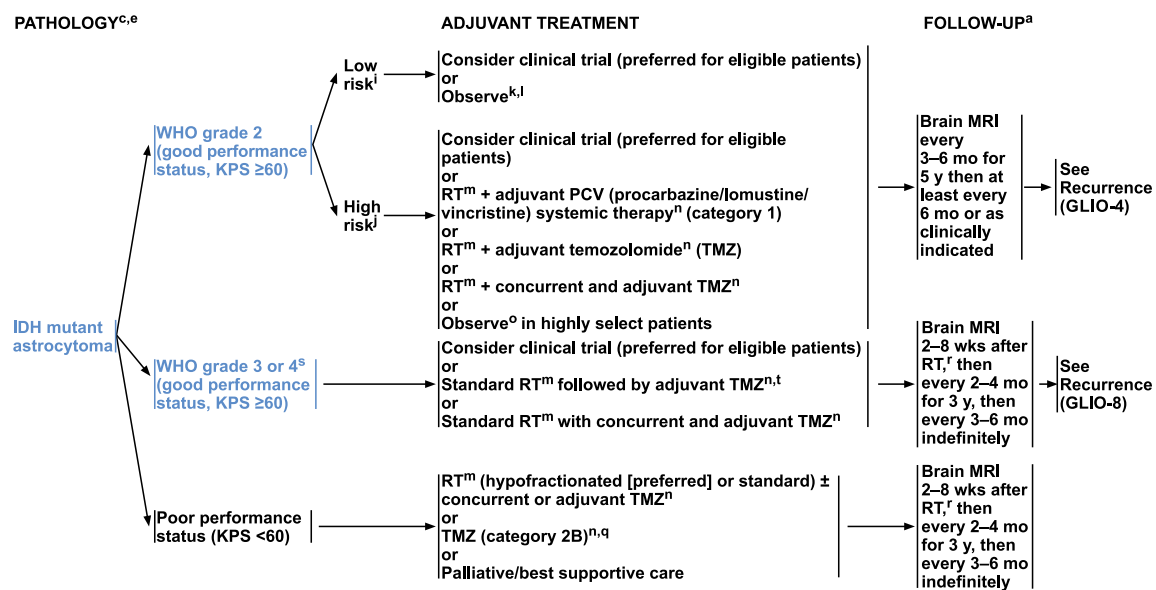 PATHOLOGYc,e
ADJUVANT TREATMENT
FOLLOW-UPa
IDH mutant
astrocytoma
WHO grade 2
(good performance
status, KPS ≥60)
Low
riski
Consider clinical trial (preferred for eligible patients)
or
Observek,l
High
riskj
Consider clinical trial (preferred for eligible
patients)
or
RTm + adjuvant PCV (procarbazine/lomustine/
vincristine) systemic therapyn (category 1)
or
RTm + adjuvant temozolomiden (TMZ)
or
RTm + concurrent and adjuvant TMZn
or
Observeo in highly select patients
Brain MRI
every
3–6 mo for
5 y then at
least every
6 mo or as
clinically
indicated
See
Recurrence
(GLIO-4)
WHO grade 3 or 4s
(good performance
status, KPS ≥60)
Consider clinical trial (preferred for eligible patients)
or
Standard RTm followed by adjuvant TMZn,t
or
Standard RTm with concurrent and adjuvant TMZn
Brain MRI
2–8 wks after
RT,r then
every 2–4 mo
for 3 y, then
every 3–6 mo
indefinitely
See
Recurrence
(GLIO-8)
Poor performance
status (KPS <60)
RTm (hypofractionated [preferred] or standard) ±
concurrent or adjuvant TMZn
or
TMZ (category 2B)n,q
or
Palliative/best supportive care
Brain MRI
2–8 wks after
RT,r then
every 2–4 mo
for 3 y, then
every 3–6 mo
indefinitely